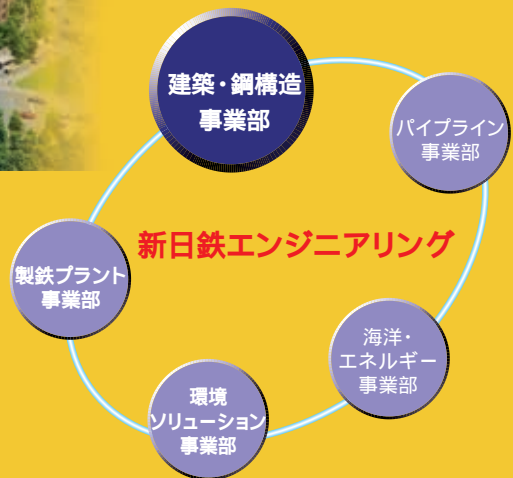 建築・鋼構造
事業部
パイプライン
事業部
新日鉄エンジニアリング
製鉄プラント
事業部
海洋・
エネルギー
事業部
環境
ソリューション
事業部